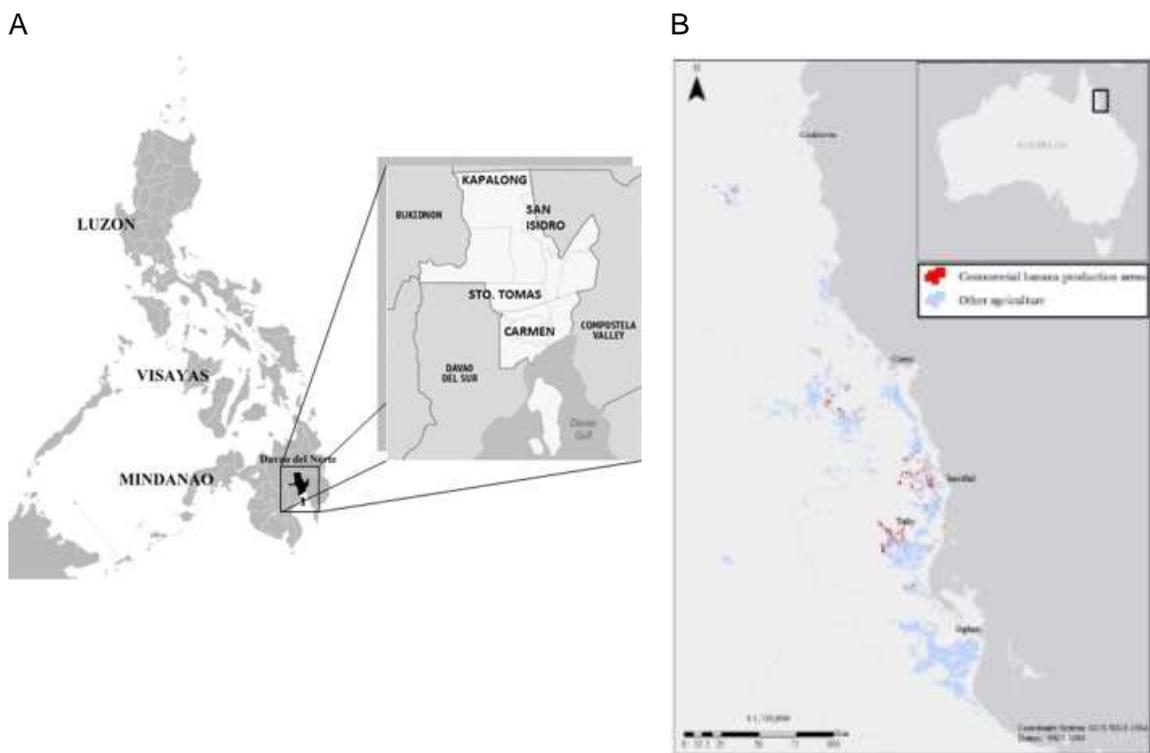 A
B
LUZON
VISAYAS
MINDANAO
Davao del Norte
KAPALONG
BUKIDNON
SAN
ISIDRO
STO. TOMAS
CARMEN
COMPOSTELA
VALLEY
DAVAO
DEL SUR
Davao
Gulf
AUSTRALIA
Commercial banana production areas
Other agriculture
Tully